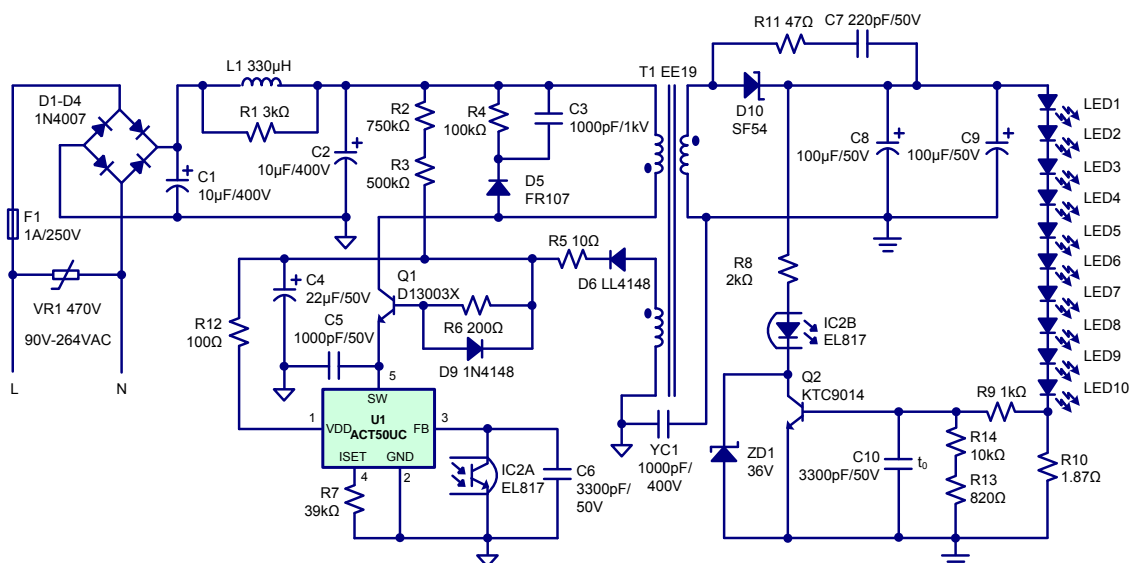 R11 47Ω
C7 220pF/50V
L1 330µH
T1 EE19
D1-D4
1N4007
R1 3kΩ
R2
750kΩ
R4
100kΩ
C3
1000pF/1kV
D10
SF54
C8
100µF/50V
C9
100µF/50V
LED1
LED2
LED3
LED4
LED5
LED6
LED7
LED8
LED9
LED10
C1
10µF/400V
C2
10µF/400V
R3
500kΩ
D5
FR107
F1
1A/250V
VR1 470V
90V-264VAC
L
N
R5 10Ω
D6 LL4148
C4
22µF/50V
Q1
D13003X
C5
1000pF/50V
R6 200Ω
D9 1N4148
R12
100Ω
R8
2kΩ
IC2B
EL817
Q2
KTC9014
R9 1kΩ
5
SW
1
VDD
U1
ACT50UC
FB
3
ISET
GND
4
2
R7
39kΩ
IC2A
EL817
C6
3300pF/
50V
YC1
1000pF/
400V
ZD1
36V
C10
3300pF/50V
t0
R14
10kΩ
R13
820Ω
R10
1.87Ω